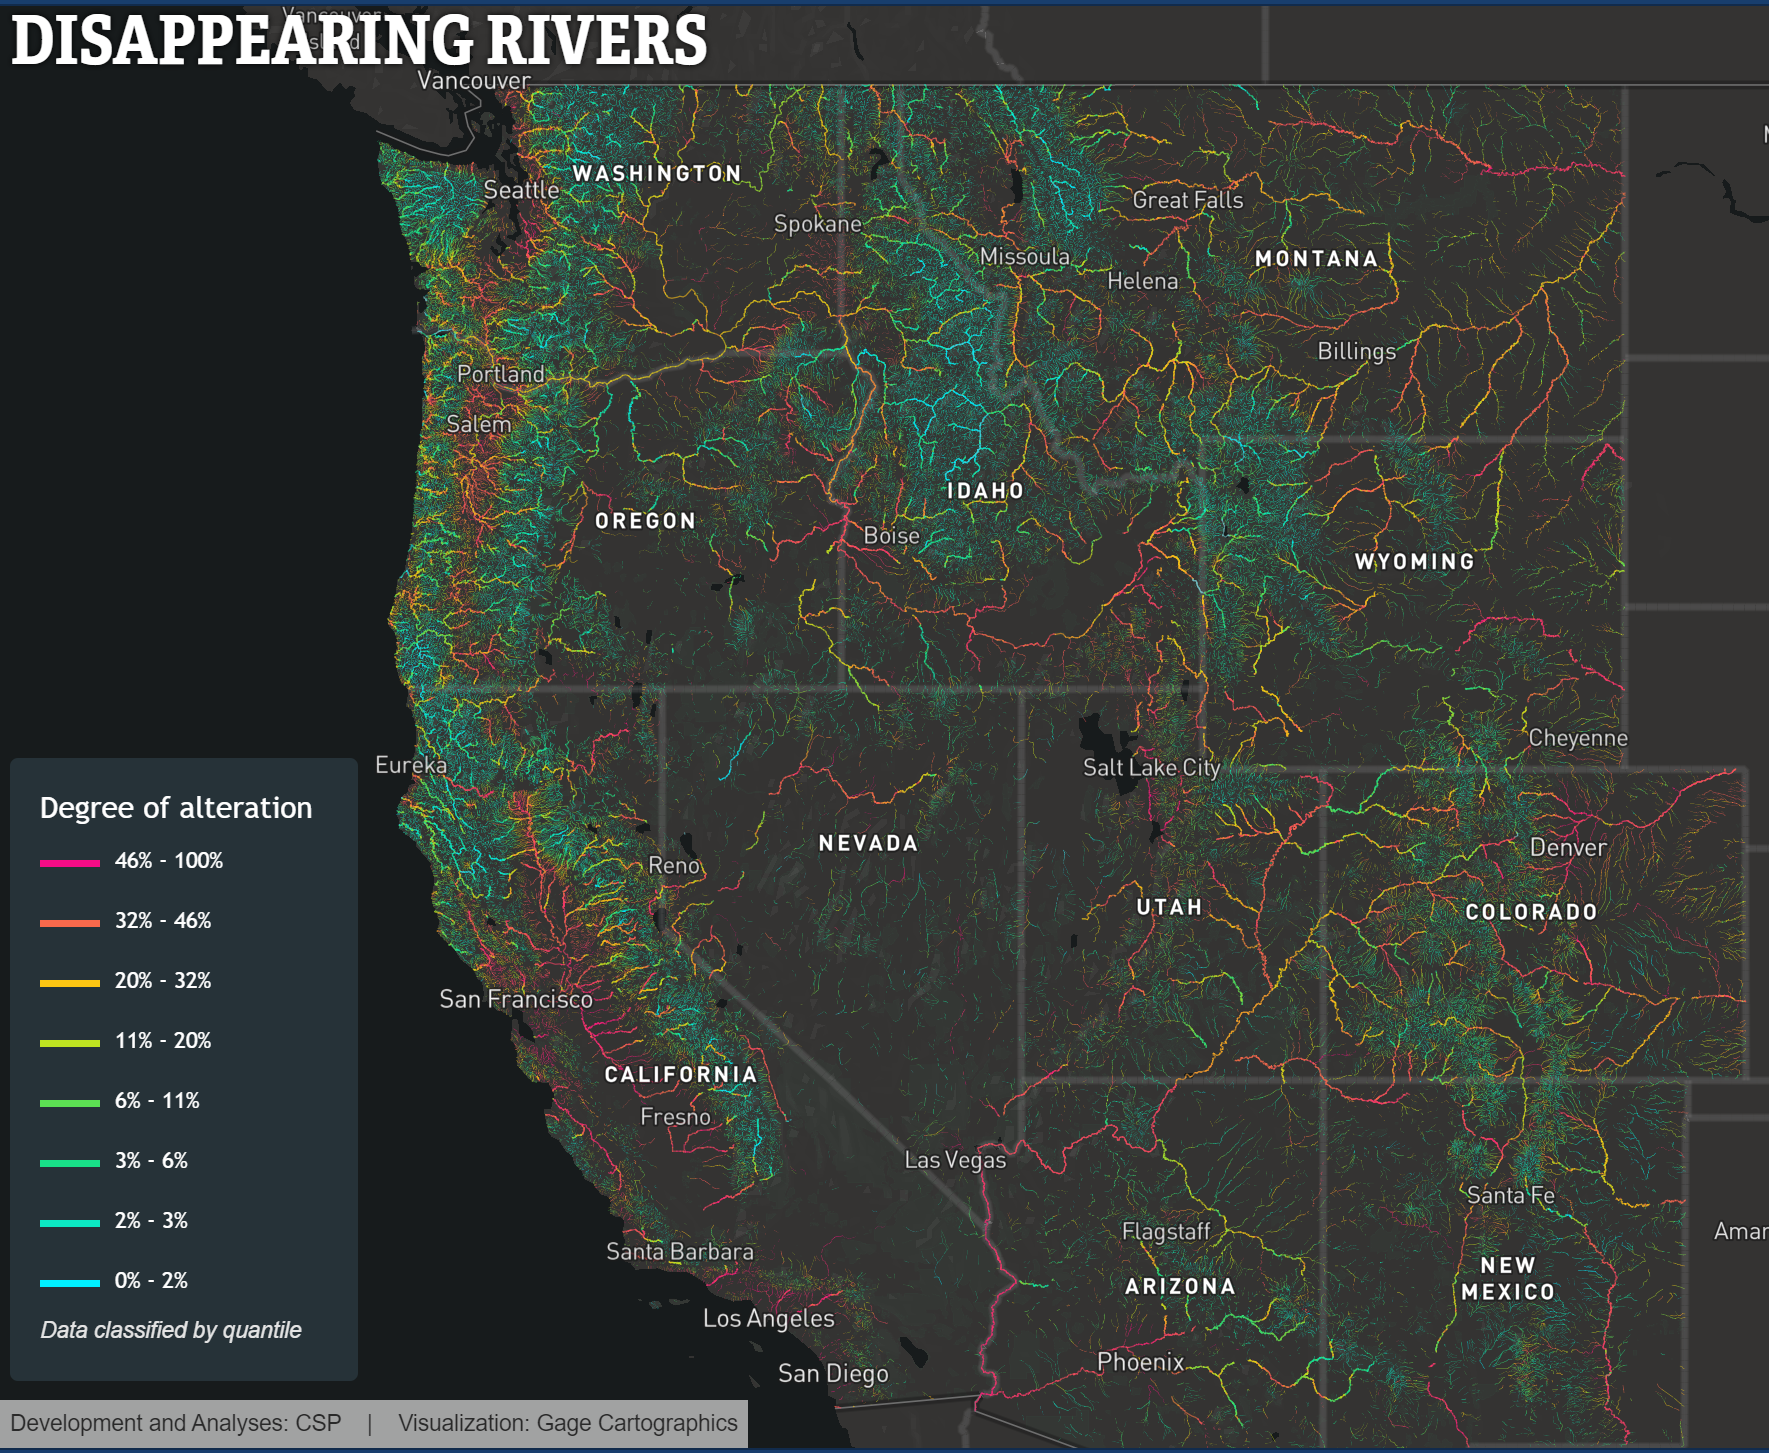 Vancouver
Island
DISAPPEARING RIVERS
Vancouver
WASHINGTON
Seattle
Spokane
Great Falls
Missoula
MONTANA
Helena
Billings
Portland
Salem
IDAHO
OREGON
Boise
WYOMING
Cheyenne
Eureka
Salt Lake City
NEVADA
Denver
Reno
UTAH
COLORADO
San Francisco
CALIFORNIA
Fresno
Las Vegas
Santa Fe
Flagstaff
Amar
Santa Barbara
ARIZONA
NEW
MEXICO
Los Angeles
Phoenix
San Diego
Degree of alteration
46% - 100%
32% - 46%
20% - 32%
11% - 20%
6% - 11%
3% - 6%
2% - 3%
0% - 2%
Data classified by quantile
Development and Analyses: CSP | Visualization: Gage Cartographics